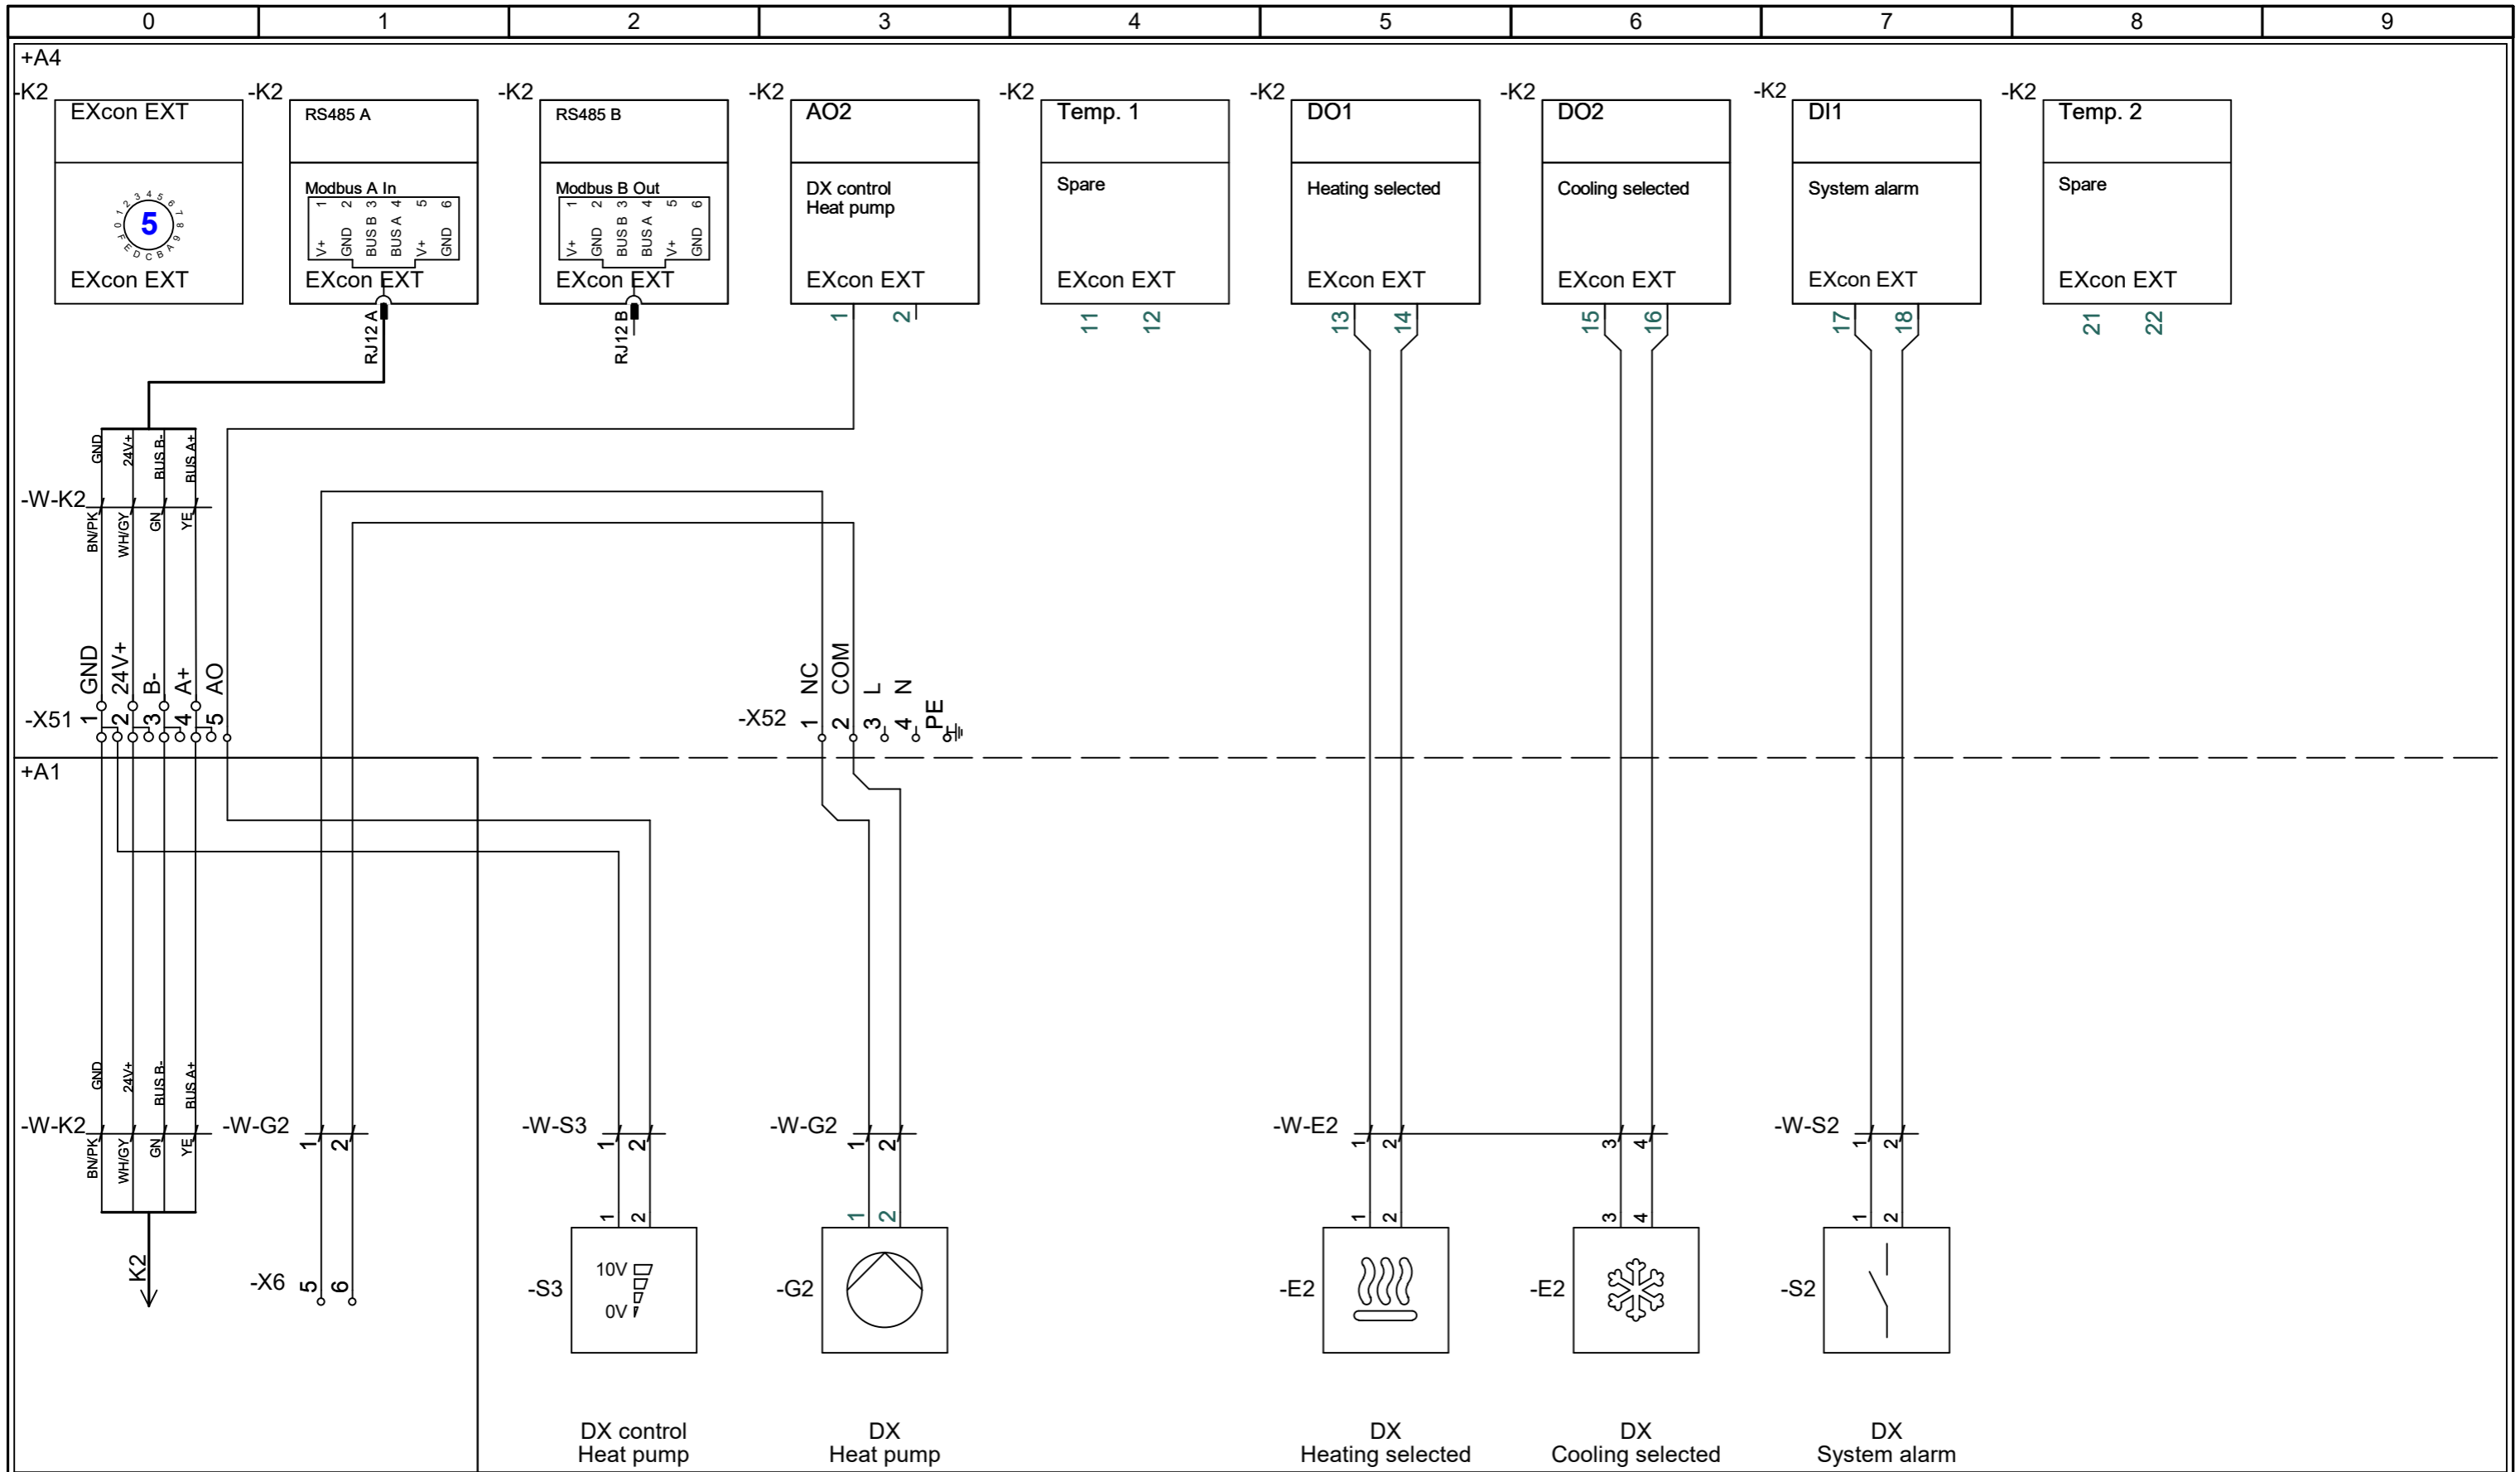 0 1 2 3 4 5 6 7 8 9
+A4
-K2 -K2 -K2 -K2 -K2 -K2 -K2 -K2 -K2
EXcon EXT RS485 A RS485 B AO2 Temp. 1 DO1 DO2 DI1 Temp. 2
Modbus A In Modbus B Out DX control Spare Heating selected Cooling selected System alarm Spare
Heat pump
0 1 2 3 4 5 6 7 8 9 A B C D E F
5
1 2 3 4 5 6
V+ GND BUS B BUS A V+ GND
1 2 3 4 5 6
V+ GND BUS B BUS A V+ GND
EXcon EXT EXcon EXT EXcon EXT EXcon EXT EXcon EXT EXcon EXT EXcon EXT EXcon EXT EXcon EXT
RJ12 A RJ12 B 1 2 11 12 13 14 15 16 17 18 21 22
GND 24V+ BUS B- BUS A+
-W-K2
BN/PK WH/GY GN YE
GND 24V+ B- A+ AO
-X51 1 2 3 4 5
NC COM L N
-X52 1 2 3 4 PE
+A1
GND 24V+ BUS B- BUS A+
-W-K2 -W-G2 -W-S3 -W-G2 -W-E2 -W-S2
BN/PK WH/GY GN YE 1 2 1 2 1 2 1 2 3 4 1 2
1 2 1 2 1 2 3 4 1 2
K2
-X6 5 6
-S3 10V 0V
-G2 -E2 -E2 -S2
DX control DX DX DX DX
Heat pump Heat pump Heating selected Cooling selected System alarm